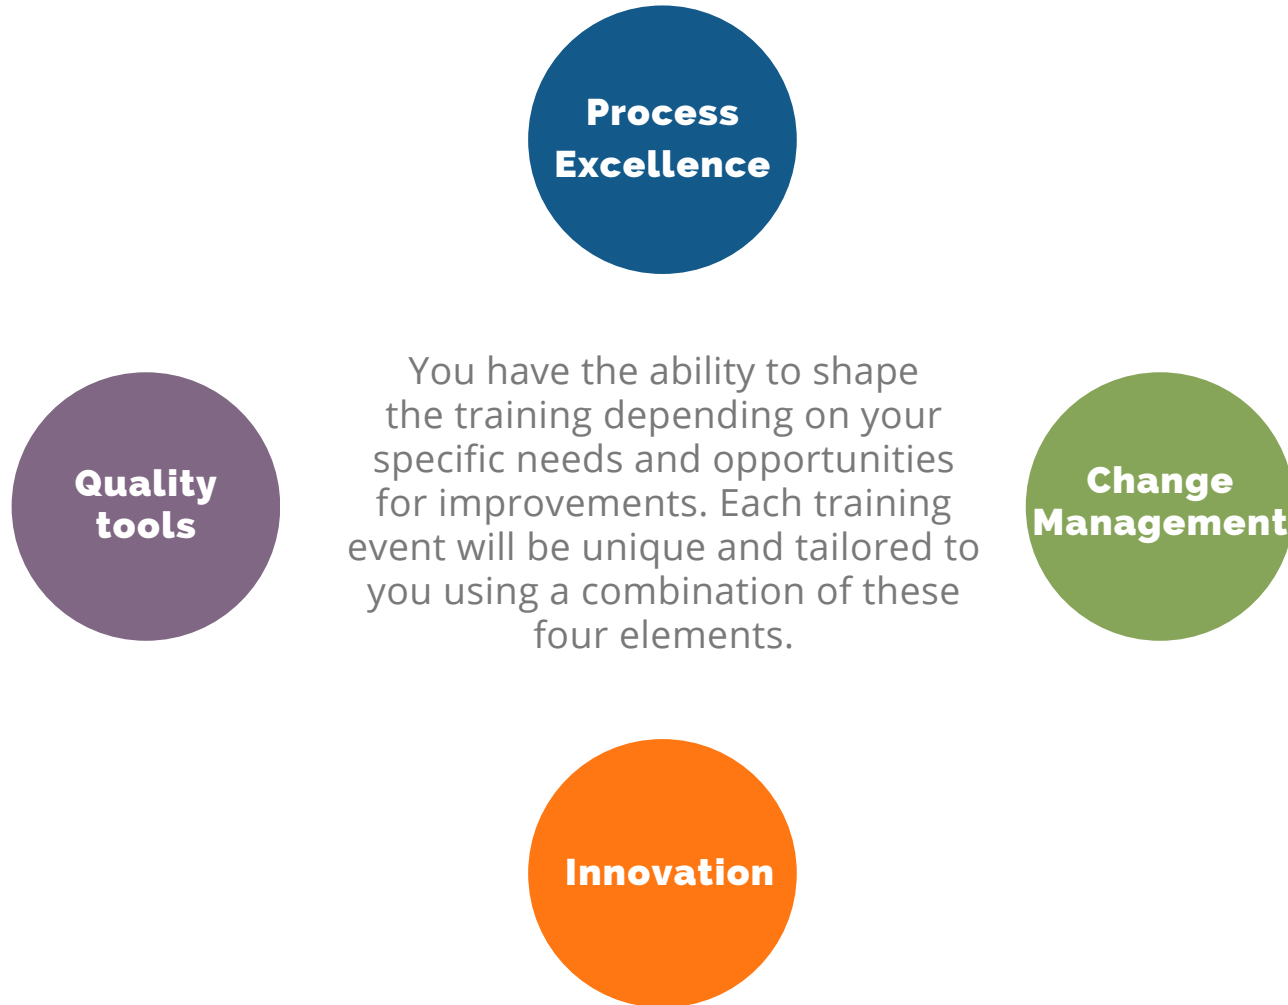 Process
Excellence
You have the ability to shape
the training depending on your
specific needs and opportunities
for improvements. Each training
event will be unique and tailored to
you using a combination of these
four elements.
Quality
tools
Change
Management
Innovation